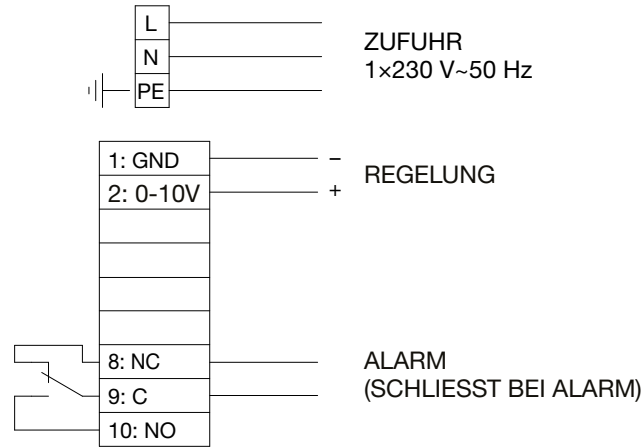 L
N
PE
ZUFUHR
1×230 V~50 Hz
1: GND
–
2: 0-10V
+
REGELUNG
8: NC
9: C
10: NO
ALARM
(SCHLIESST BEI ALARM)